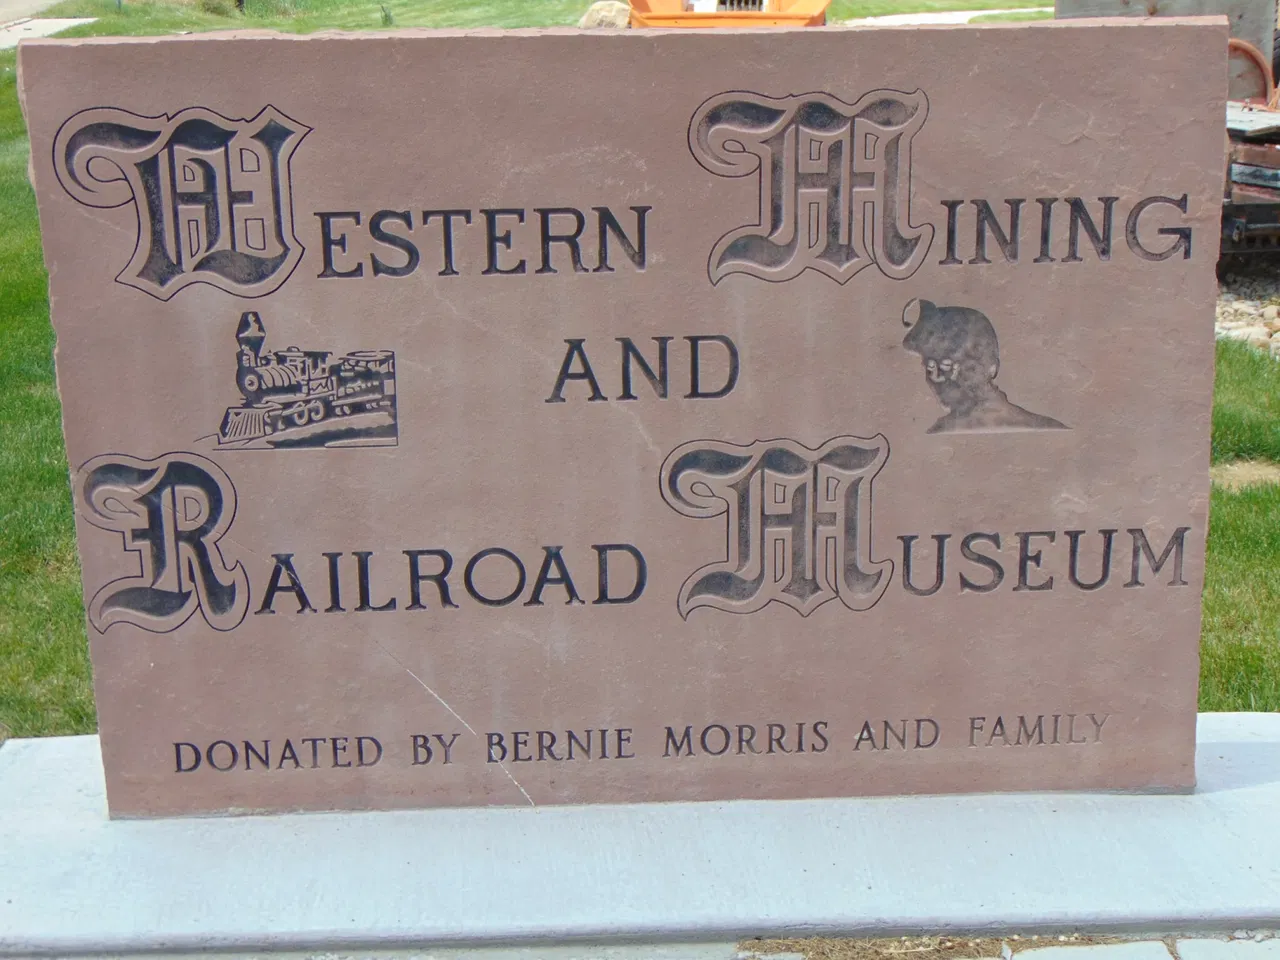 WESTERN MINING
AND
RAILROAD MUSEUM
DONATED BY BERNIE MORRIS AND FAMILY